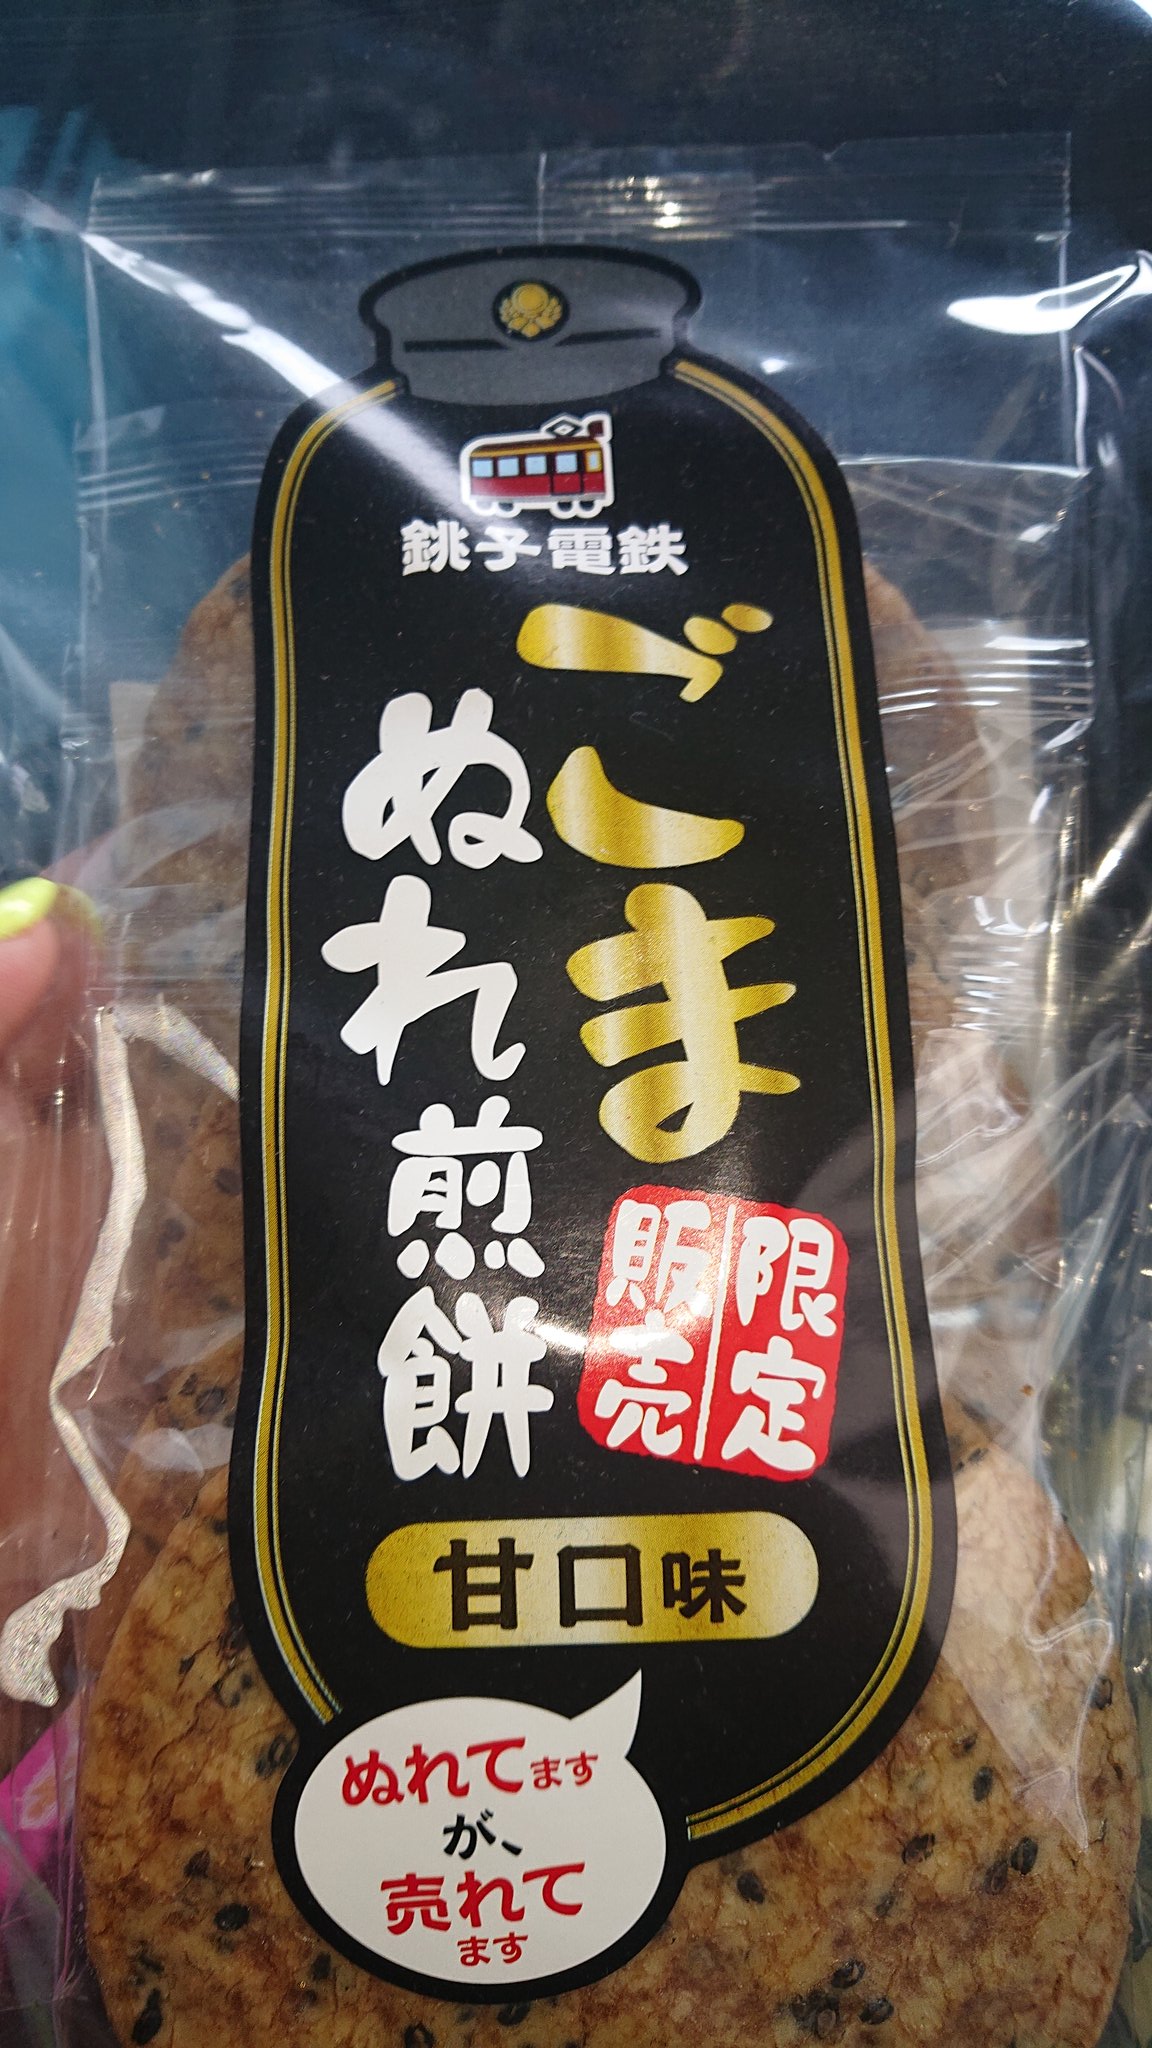 銚子電鉄
ごま
ぬれ煎餅
限定
販売
甘口味
ぬれてます
が、
売れて
ます